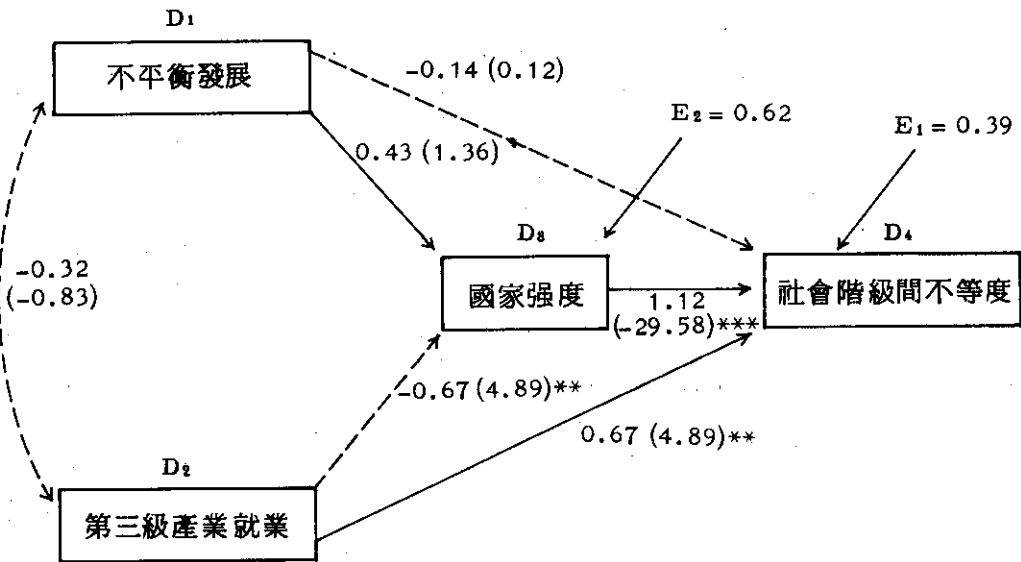 D₁
不平衡發展
-0.14 (0.12)
E₂ = 0.62
E₁ = 0.39
0.43 (1.36)
D₃
D₄
-0.32
(-0.83)
國家强度
1.12
(-29.58)***
社會階級間不等度
-0.67 (4.89)**
0.67 (4.89)**
D₂
第三級產業就業